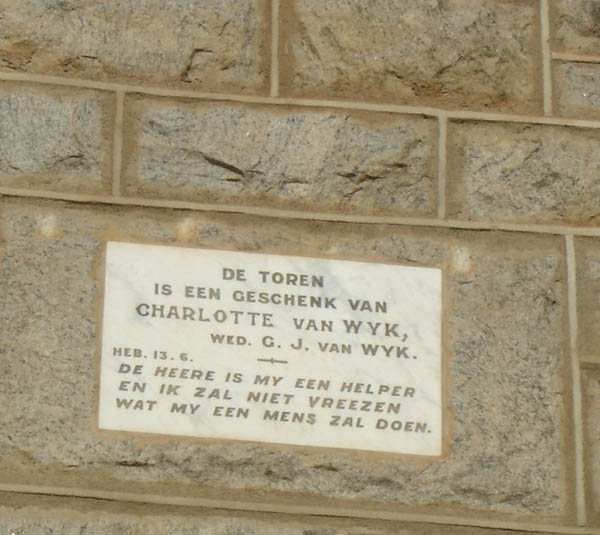 DE TOREN
IS EEN GESCHENK VAN
CHARLOTTE VAN WYK,
WED. G. J. VAN WYK.
HEB. 13. 6.
DE HEERE IS MY EEN HELPER
EN IK ZAL NIET VREEZEN
WAT MY EEN MENS ZAL DOEN.